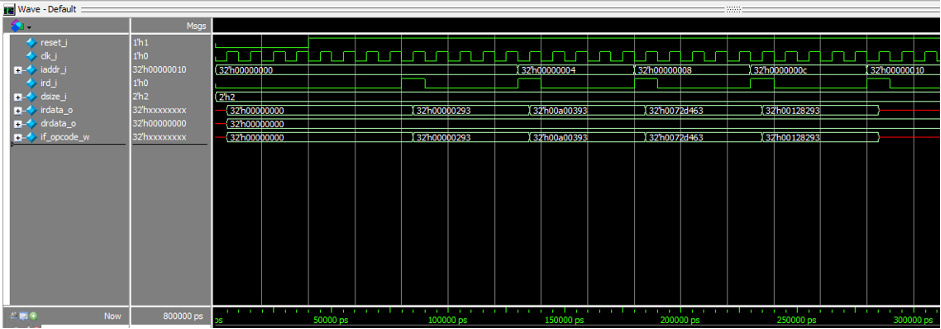 Wave - Default
Msgs
reset_i 1'h1
clk_i 1'h0
iaddr_i 32'h00000010 32'h00000000 32'h00000004 32'h00000008 32'h0000000c 32'h00000010
ird_i 1'h0
dsize_i 2'h2 2'h2
irdata_o 32'hxxxxxxxx 32'h00000000 32'h00000293 32'h00a00393 32'h0072d463 32'h00128293
drdata_o 32'h00000000 32'h00000000
if_opcode_w 32'hxxxxxxxx 32'h00000000 32'h00000293 32'h00a00393 32'h0072d463 32'h00128293
Now 800000 ps ps 50000 ps 100000 ps 150000 ps 200000 ps 250000 ps 300000 ps